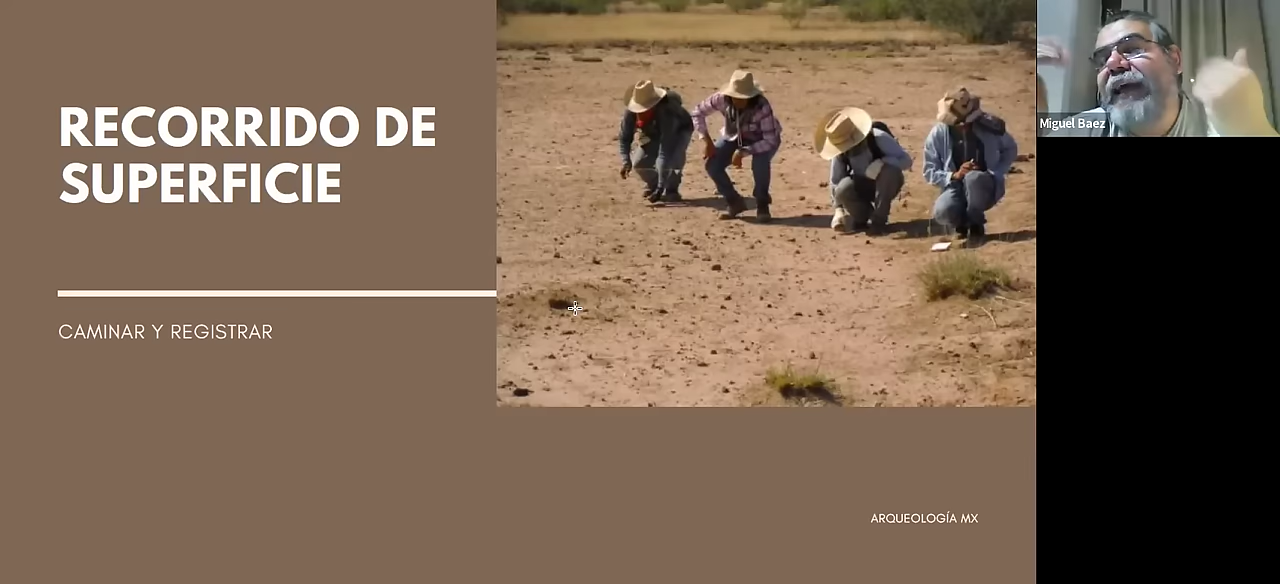 RECORRIDO DE
SUPERFICIE
CAMINAR Y REGISTRAR
ARQUEOLOGÍA MX
Miguel Baez